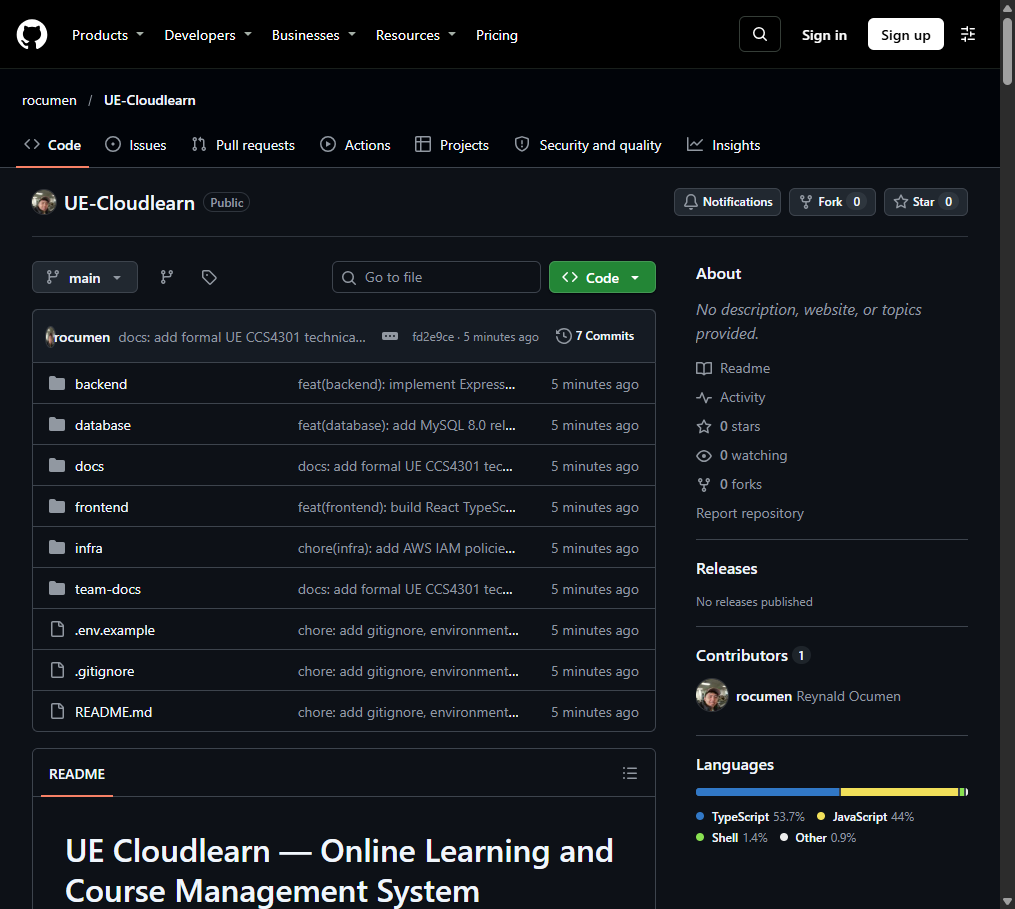 Products Developers Businesses Resources Pricing Sign in Sign up
rocumen / UE-Cloudlearn
Code Issues Pull requests Actions Projects Security and quality Insights
UE-Cloudlearn Public Notifications Fork 0 Star 0
main Go to file Code
rocumen docs: add formal UE CCS4301 technica... fd2e9ce · 5 minutes ago 7 Commits
backend feat(backend): implement Express... 5 minutes ago
database feat(database): add MySQL 8.0 rel... 5 minutes ago
docs docs: add formal UE CCS4301 tec... 5 minutes ago
frontend feat(frontend): build React TypeSc... 5 minutes ago
infra chore(infra): add AWS IAM policie... 5 minutes ago
team-docs docs: add formal UE CCS4301 tec... 5 minutes ago
.env.example chore: add gitignore, environment... 5 minutes ago
.gitignore chore: add gitignore, environment... 5 minutes ago
README.md chore: add gitignore, environment... 5 minutes ago
README
UE Cloudlearn — Online Learning and
Course Management System
About
No description, website, or topics
provided.
Readme
Activity
0 stars
0 watching
0 forks
Report repository
Releases
No releases published
Contributors 1
rocumen Reynald Ocumen
Languages
TypeScript 53.7% JavaScript 44%
Shell 1.4% Other 0.9%